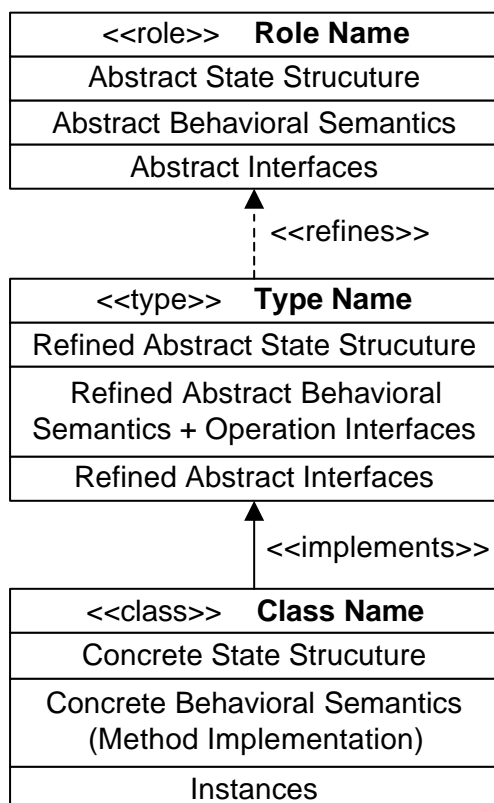 <<role>> Role Name
Abstract State Strucuture
Abstract Behavioral Semantics
Abstract Interfaces
<<refines>>
<<type>> Type Name
Refined Abstract State Strucuture
Refined Abstract Behavioral
Semantics + Operation Interfaces
Refined Abstract Interfaces
<<implements>>
<<class>> Class Name
Concrete State Strucuture
Concrete Behavioral Semantics
(Method Implementation)
Instances